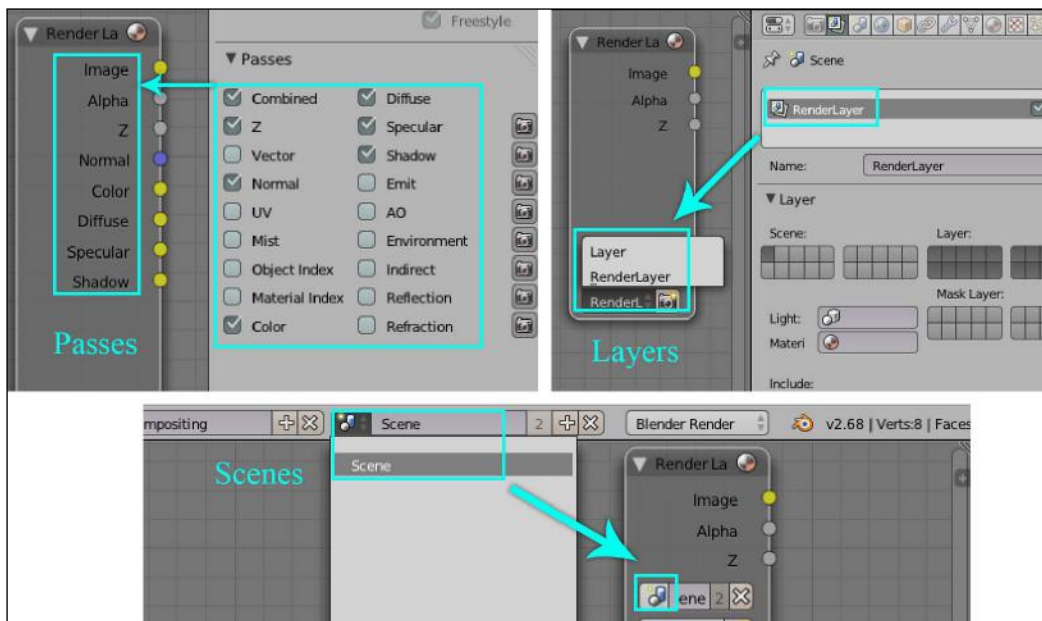 Render La
Image
Alpha
Z
Normal
Color
Diffuse
Specular
Shadow
Passes
Freestyle
Passes
Combined Diffuse
Z Specular
Vector Shadow
Normal Emit
UV AO
Mist Environment
Object Index Indirect
Material Index Reflection
Color Refraction
Render La
Image
Alpha
Z
Layer
RenderLayer
RenderL
Layers
Scene
RenderLayer
Name: RenderLayer
Layer
Scene: Layer:
Mask Layer:
Light:
Materi
Include:
mpositing Scene 2 Blender Render v2.68 | Verts:8 | Faces
Scenes
Scene
Render La
Image
Alpha
Z
ene 2